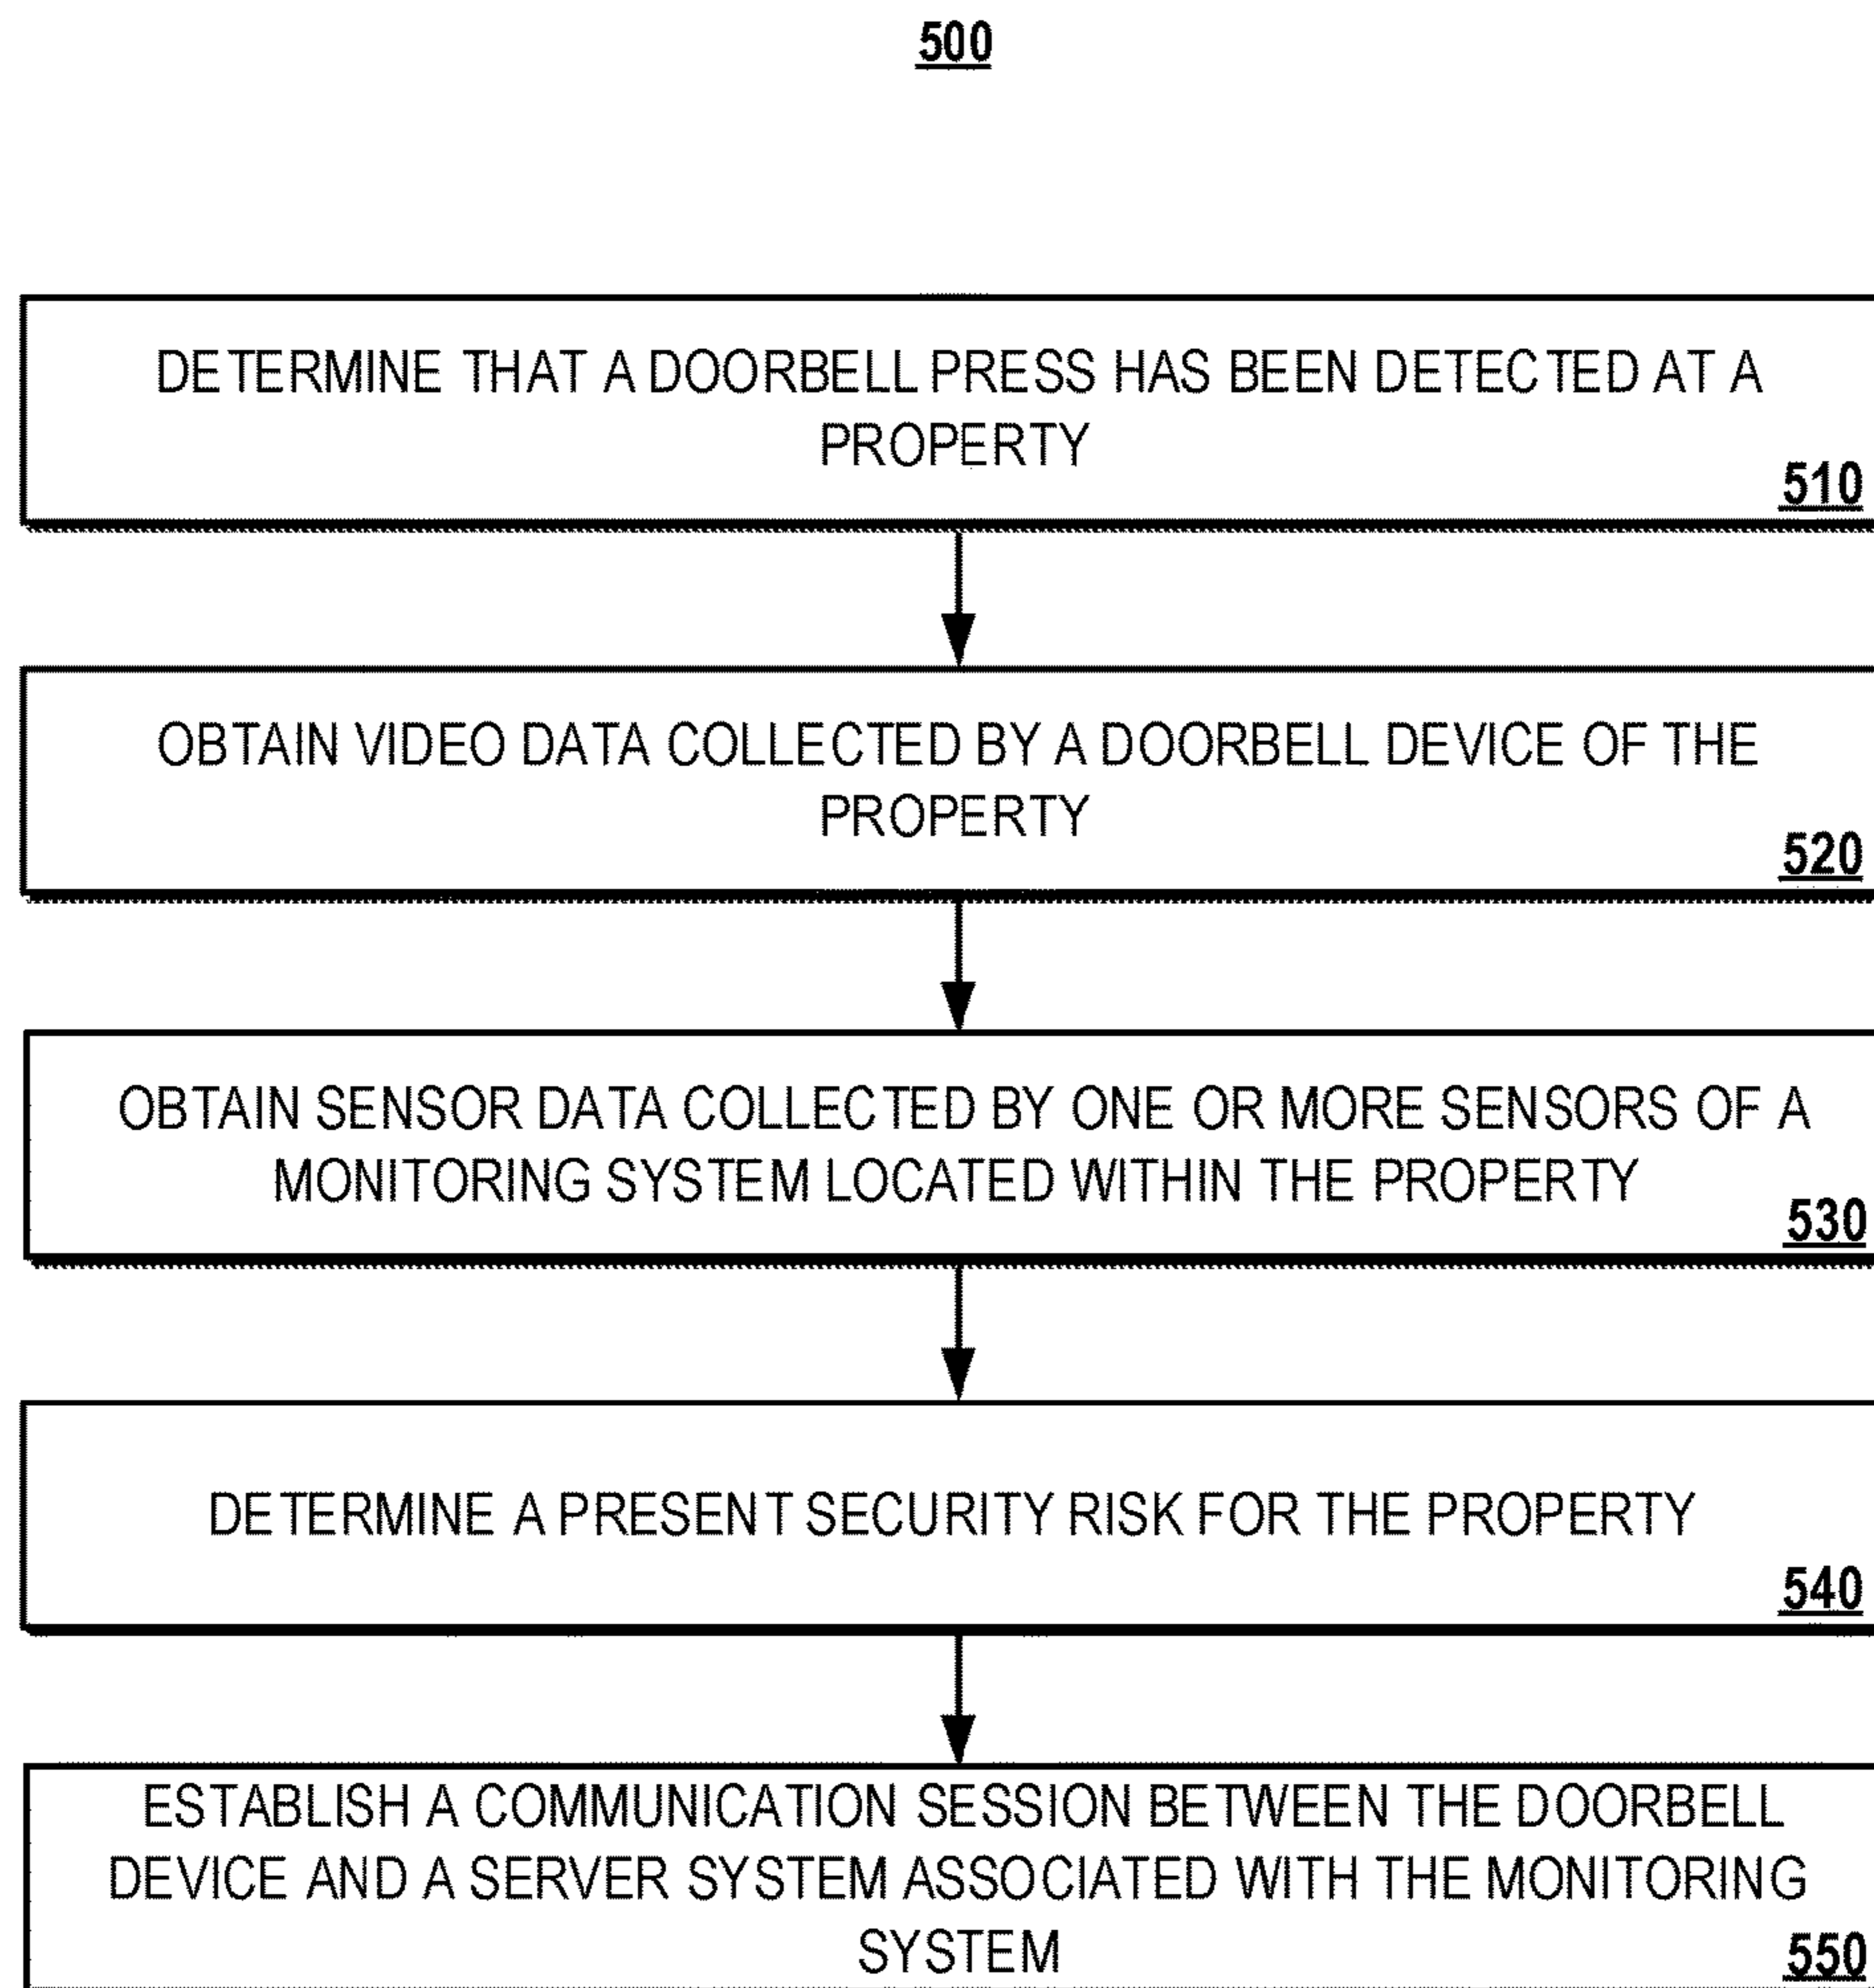 500
DETERMINE THAT A DOORBELL PRESS HAS BEEN DETECTED AT A
PROPERTY
510
OBTAIN VIDEO DATA COLLECTED BY A DOORBELL DEVICE OF THE
PROPERTY
520
OBTAIN SENSOR DATA COLLECTED BY ONE OR MORE SENSORS OF A
MONITORING SYSTEM LOCATED WITHIN THE PROPERTY
530
DETERMINE A PRESENT SECURITY RISK FOR THE PROPERTY
540
ESTABLISH A COMMUNICATION SESSION BETWEEN THE DOORBELL
DEVICE AND A SERVER SYSTEM ASSOCIATED WITH THE MONITORING
SYSTEM
550